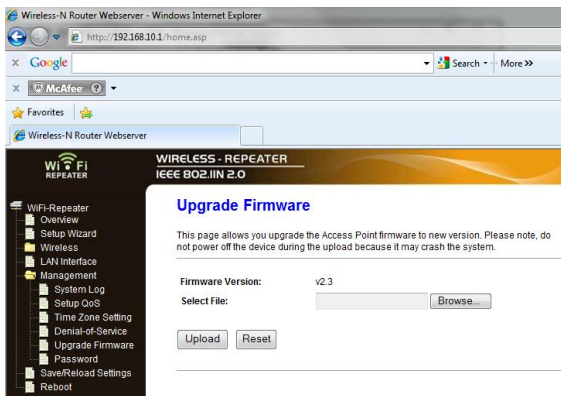 Wireless-N Router Webserver - Windows Internet Explorer
http://192.168.10.1/home.asp
x Google Search More >>
x McAfee
Favorites
Wireless-N Router Webserver
Wi Fi
REPEATER
WIRELESS - REPEATER
IEEE 802.11N 2.0
WiFi-Repeater
Overview
Setup Wizard
Wireless
LAN Interface
Management
System Log
Setup QoS
Time Zone Setting
Denial-of-Service
Upgrade Firmware
Password
Save/Reload Settings
Reboot
Upgrade Firmware
This page allows you upgrade the Access Point firmware to new version. Please note, do
not power off the device during the upload because it may crash the system.
Firmware Version: v2.3
Select File: Browse...
Upload Reset